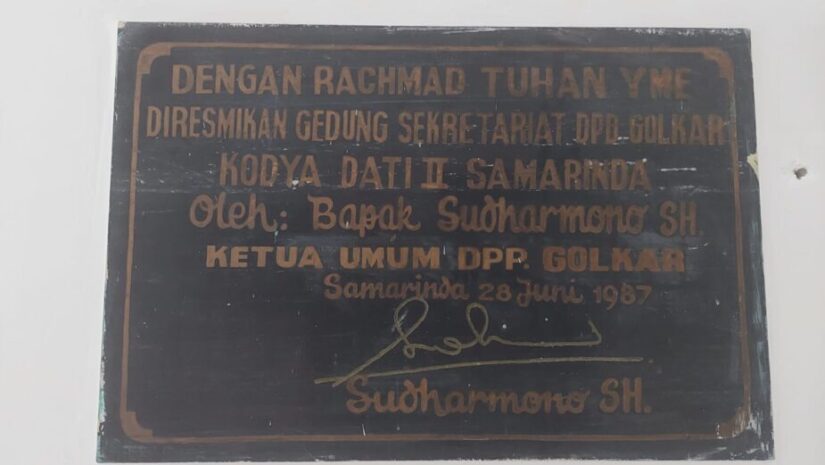 DENGAN RACHMAD TUHAN YME
DIRESMIKAN GEDUNG SEKRETARIAT DPD GOLKAR
KODYA DATI II SAMARINDA
Oleh: Bapak Sudharmono SH.
KETUA UMUM DPP. GOLKAR
Samarinda 28 Juni 1987
Sudharmono SH.